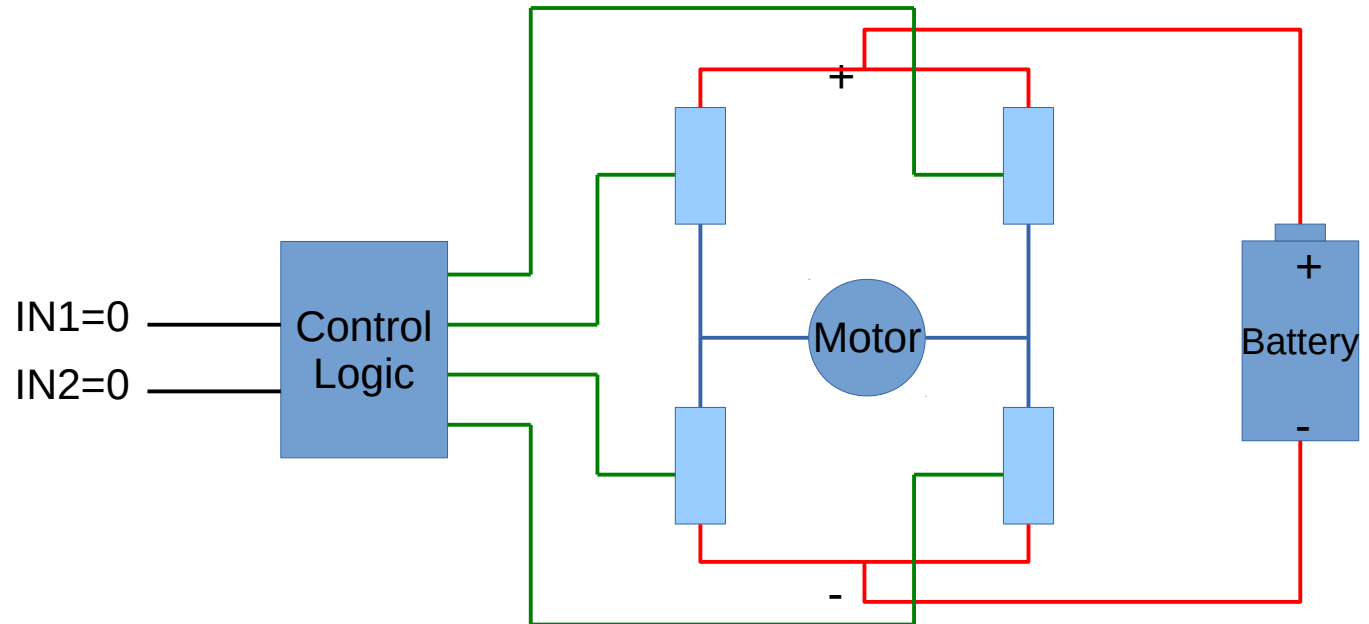 +
IN1=0
IN2=0
Control
Logic
Motor
+
Battery
-
-